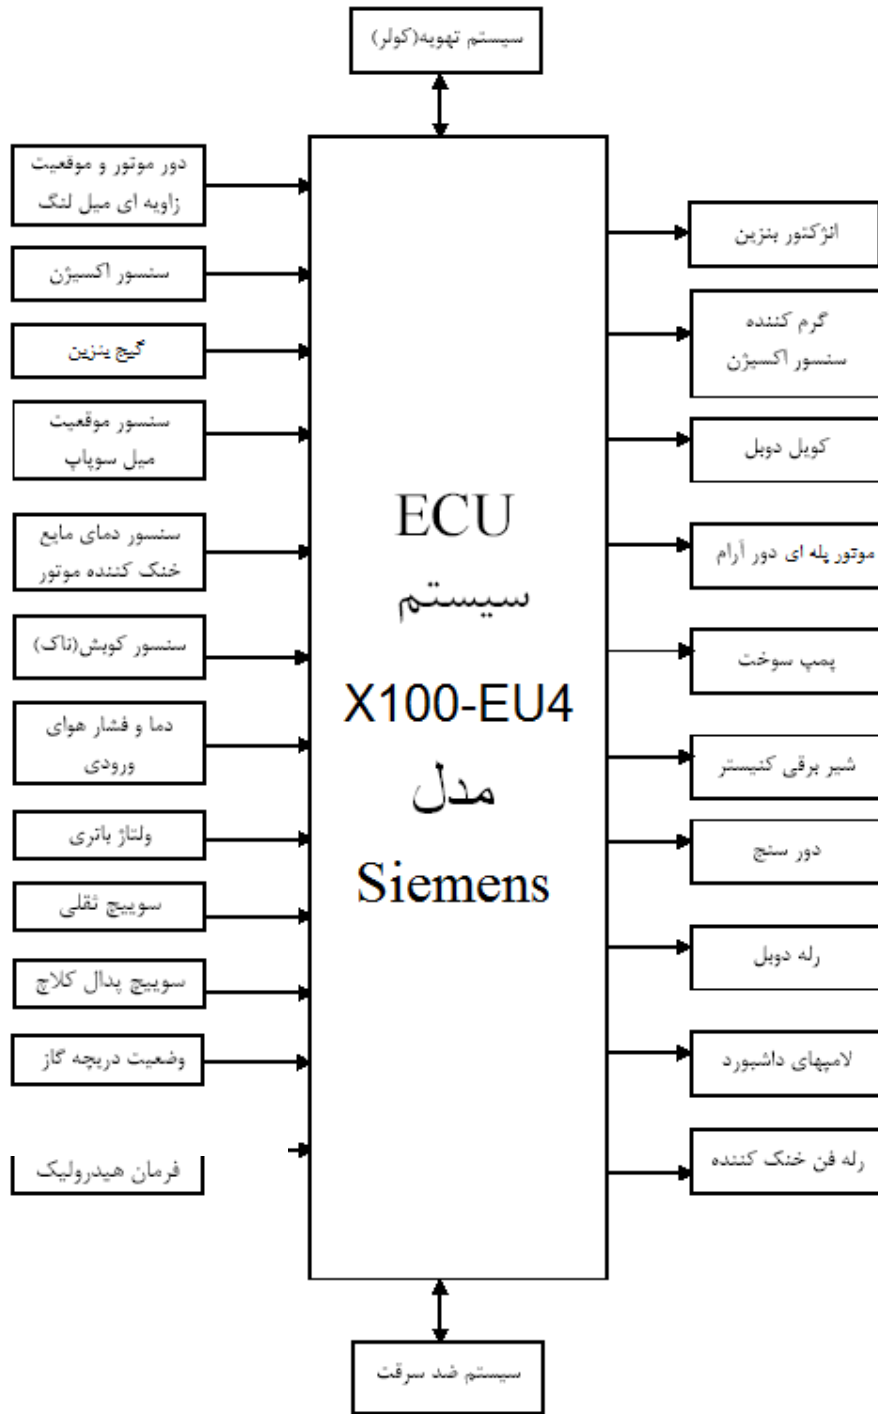 سیستم تهویه(کولر)
دور موتور و موقعیت
زاویه ای میل لنگ
سنسور اکسیژن
گیج بنزین
سنسور موقعیت
میل سوپاپ
سنسور دمای مایع
خنک کننده موتور
سنسور کوبش(ناک)
دما و فشار هوای
ورودی
ولتاژ باتری
سوییچ ثقلی
سوییچ پدال کلاچ
وضعیت دریچه گاز
فرمان هیدرولیک
ECU
سیستم
X100-EU4
مدل
Siemens
انژکتور بنزین
گرم کننده
سنسور اکسیژن
کویل دوبل
موتور پله ای دور آرام
پمپ سوخت
شیر برقی کنیستر
دور سنج
رله دوبل
لامپهای داشبورد
رله فن خنک کننده
سیستم ضد سرقت